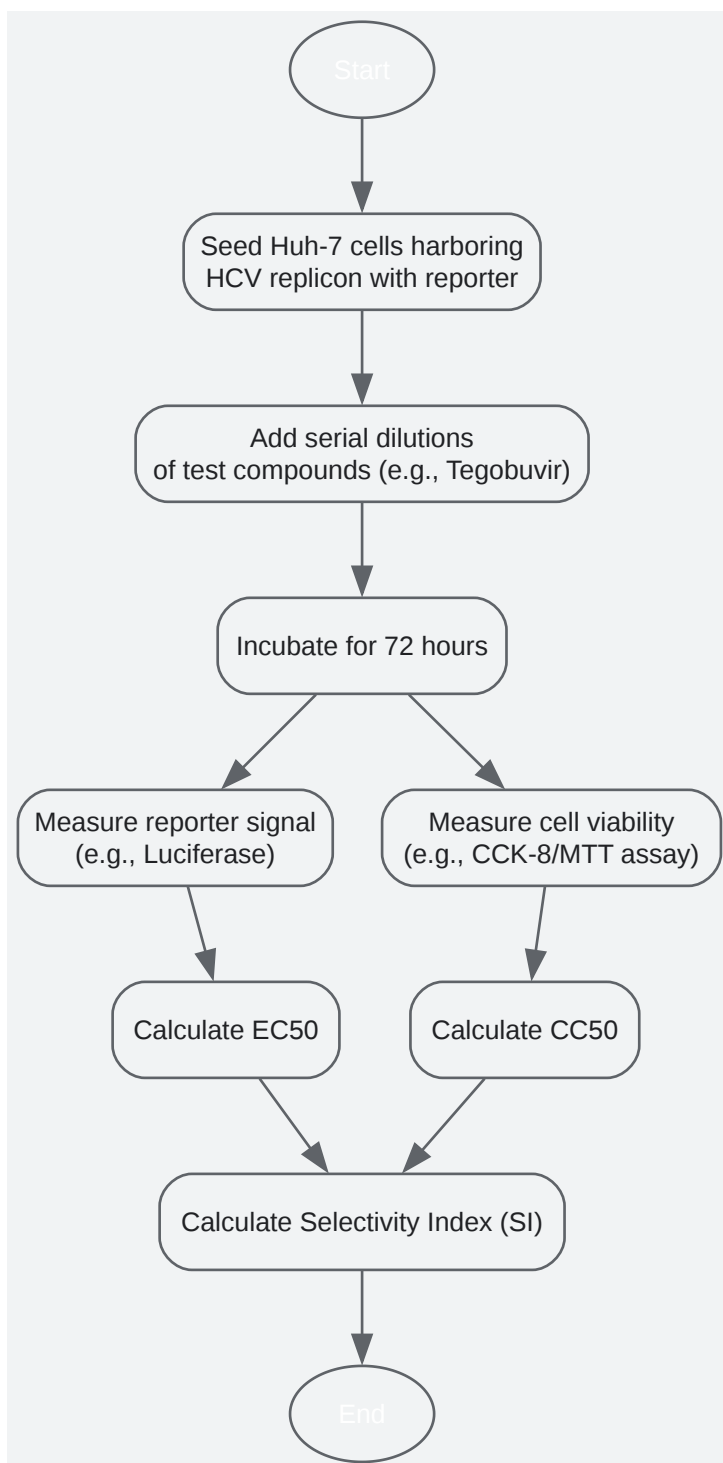 Start
Seed Huh-7 cells harboring
HCV replicon with reporter
Add serial dilutions
of test compounds (e.g., Tegobuvir)
Incubate for 72 hours
Measure reporter signal
(e.g., Luciferase)
Measure cell viability
(e.g., CCK-8/MTT assay)
Calculate EC50
Calculate CC50
Calculate Selectivity Index (SI)
End